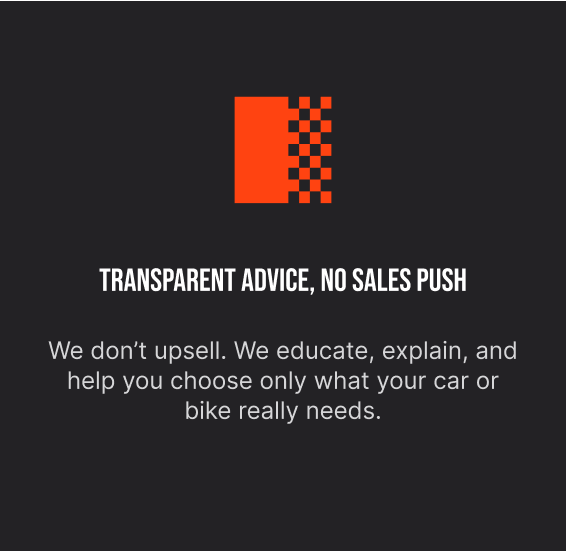 TRANSPARENT ADVICE, NO SALES PUSH
We don’t upsell. We educate, explain, and
help you choose only what your car or
bike really needs.